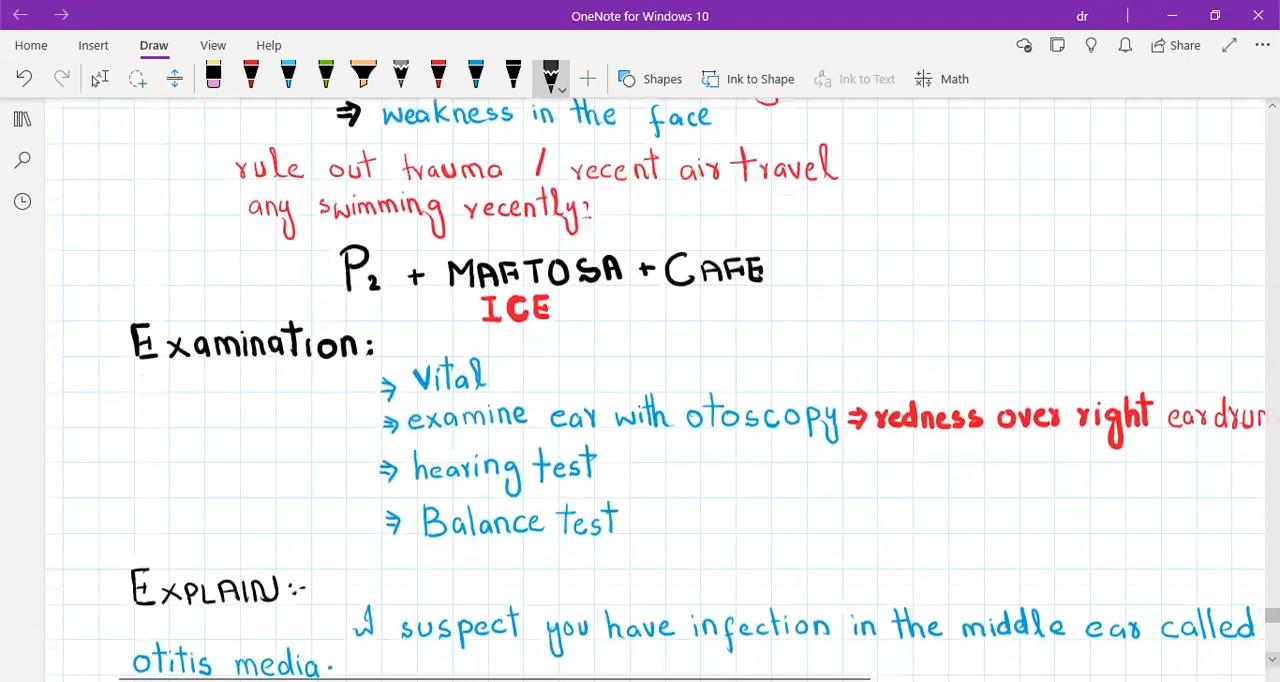 OneNote for Windows 10
dr
Home Insert Draw View Help
Share
Shapes Ink to Shape Ink to Text Math
⇒ weakness in the face
rule out trauma / recent air travel
any swimming recently?
P2 + MAFTOSA + CAFE
ICE
Examination:
⇒ Vital
⇒ examine ear with otoscopy ⇒ redness over right eardrum
⇒ hearing test
⇒ Balance test
EXPLAIN:-
I suspect you have infection in the middle ear called
otitis media.